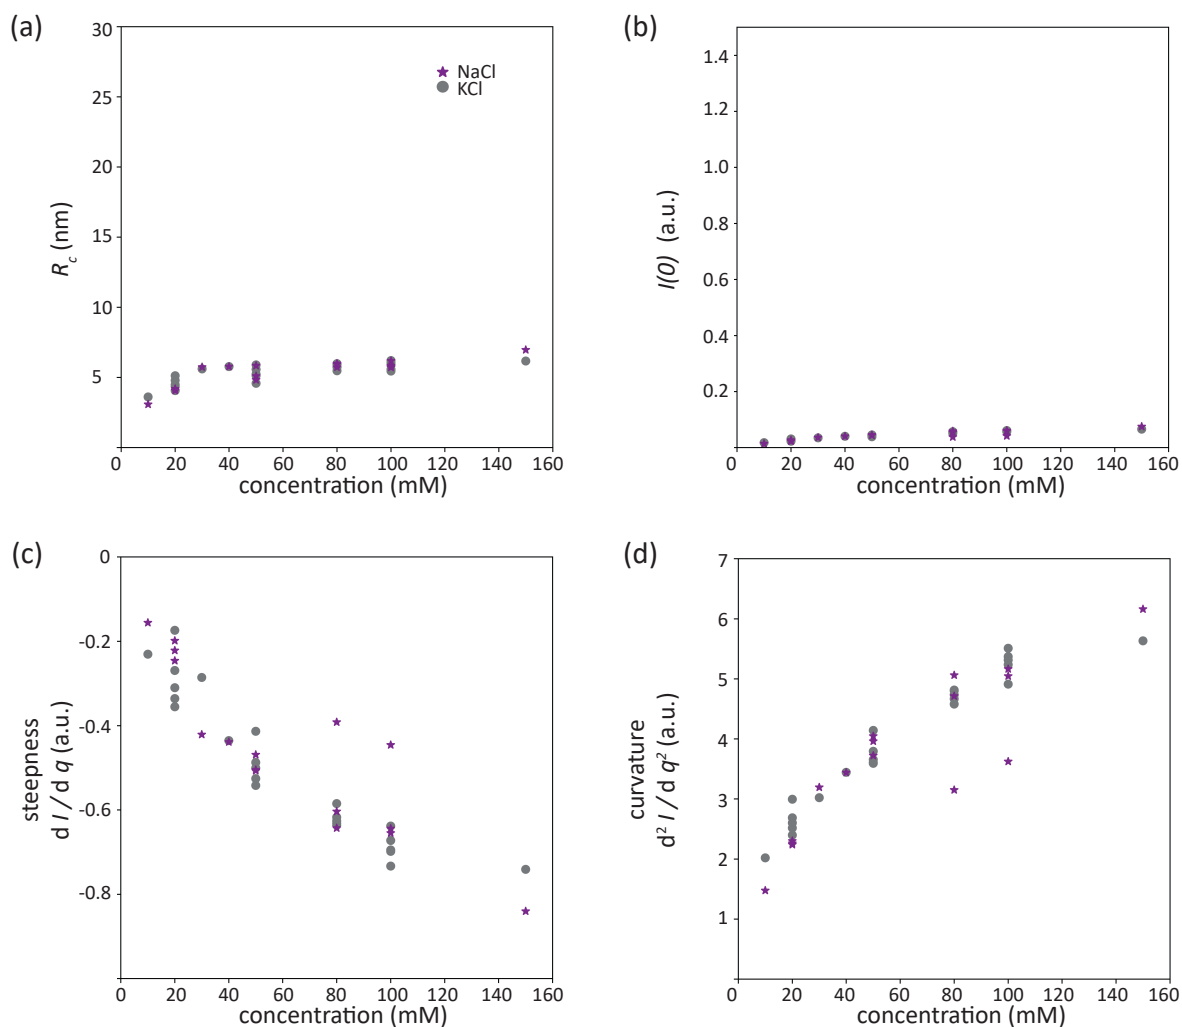 (a)
30
25
20
15
10
5
R_c (nm)
NaCl
KCl
0 20 40 60 80 100 120 140 160
concentration (mM)
(b)
1.4
1.2
1.0
0.8
0.6
0.4
0.2
I(0) (a.u.)
0 20 40 60 80 100 120 140 160
concentration (mM)
(c)
0
-0.2
-0.4
-0.6
-0.8
steepness
d I / d q (a.u.)
0 20 40 60 80 100 120 140 160
concentration (mM)
(d)
7
6
5
4
3
2
1
curvature
d² I / d q² (a.u.)
0 20 40 60 80 100 120 140 160
concentration (mM)